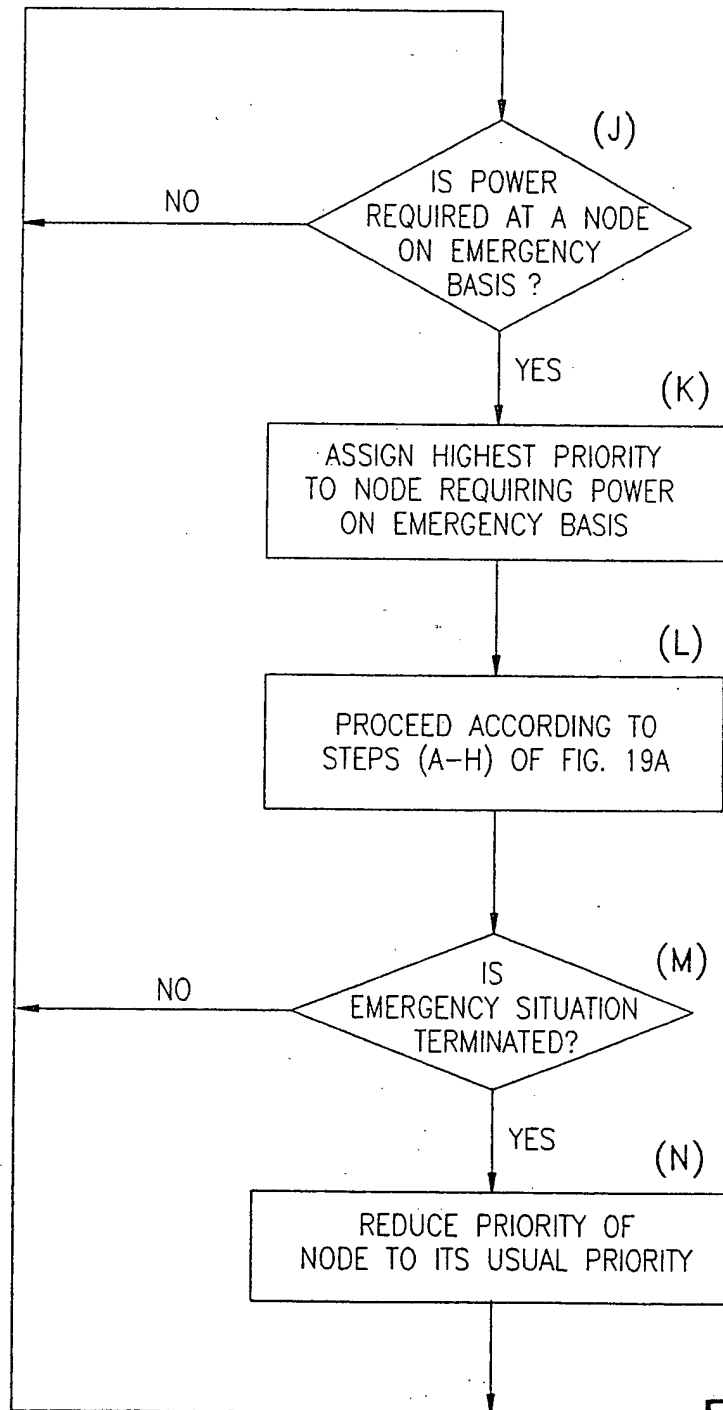 (J)
IS POWER
REQUIRED AT A NODE
ON EMERGENCY
BASIS ?
NO
YES
(K)
ASSIGN HIGHEST PRIORITY
TO NODE REQUIRING POWER
ON EMERGENCY BASIS
(L)
PROCEED ACCORDING TO
STEPS (A-H) OF FIG. 19A
(M)
IS
EMERGENCY SITUATION
TERMINATED?
NO
YES
(N)
REDUCE PRIORITY OF
NODE TO ITS USUAL PRIORITY